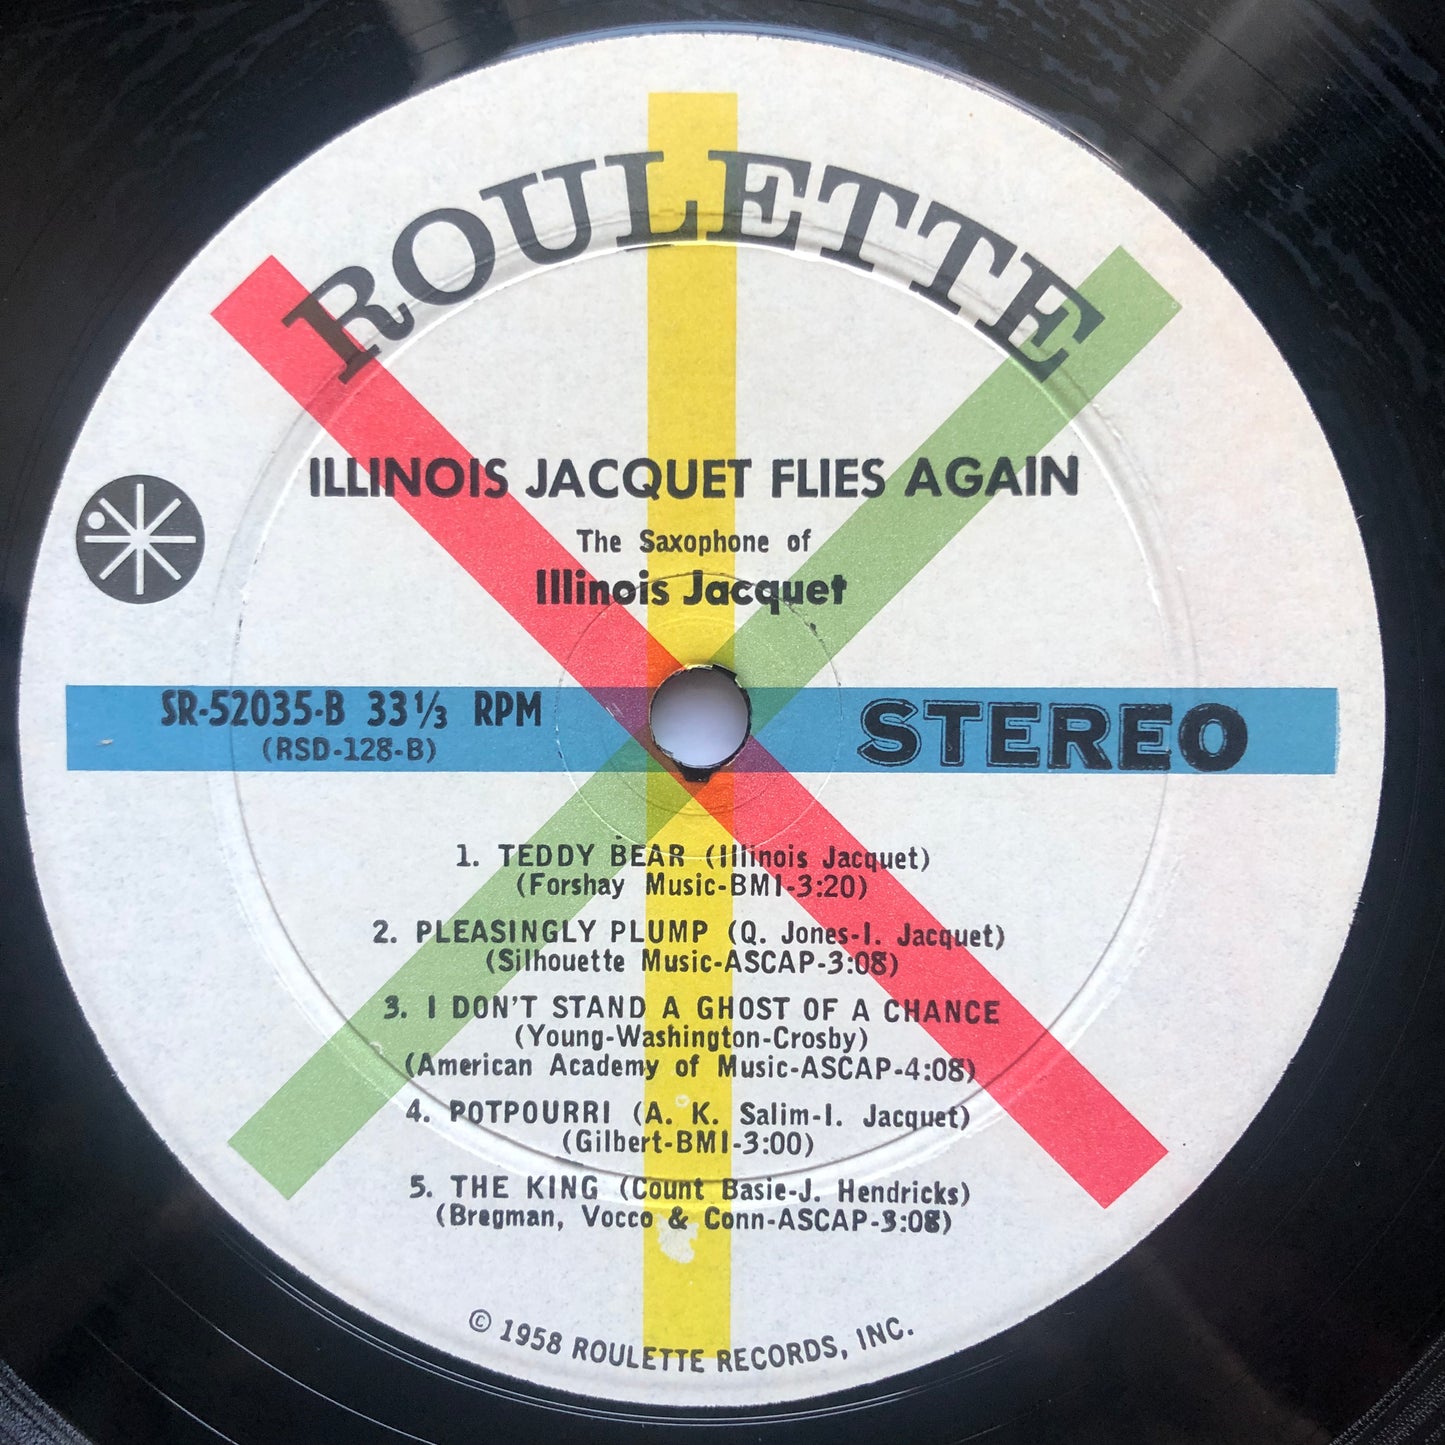 ROULETTE
ILLINOIS JACQUET FLIES AGAIN
The Saxophone of
Illinois Jacquet
SR-52035-B 33⅓ RPM
(RSD-128-B)
STEREO
1. TEDDY BEAR (Illinois Jacquet)
(Forshay Music-BMI-3:20)
2. PLEASINGLY PLUMP (Q. Jones-I. Jacquet)
(Silhouette Music-ASCAP-3:08)
3. I DON'T STAND A GHOST OF A CHANCE
(Young-Washington-Crosby)
(American Academy of Music-ASCAP-4:08)
4. POTPOURRI (A. K. Salim-I. Jacquet)
(Gilbert-BMI-3:00)
5. THE KING (Count Basie-J. Hendricks)
(Bregman, Vocco & Conn-ASCAP-3:08)
© 1958 ROULETTE RECORDS, INC.